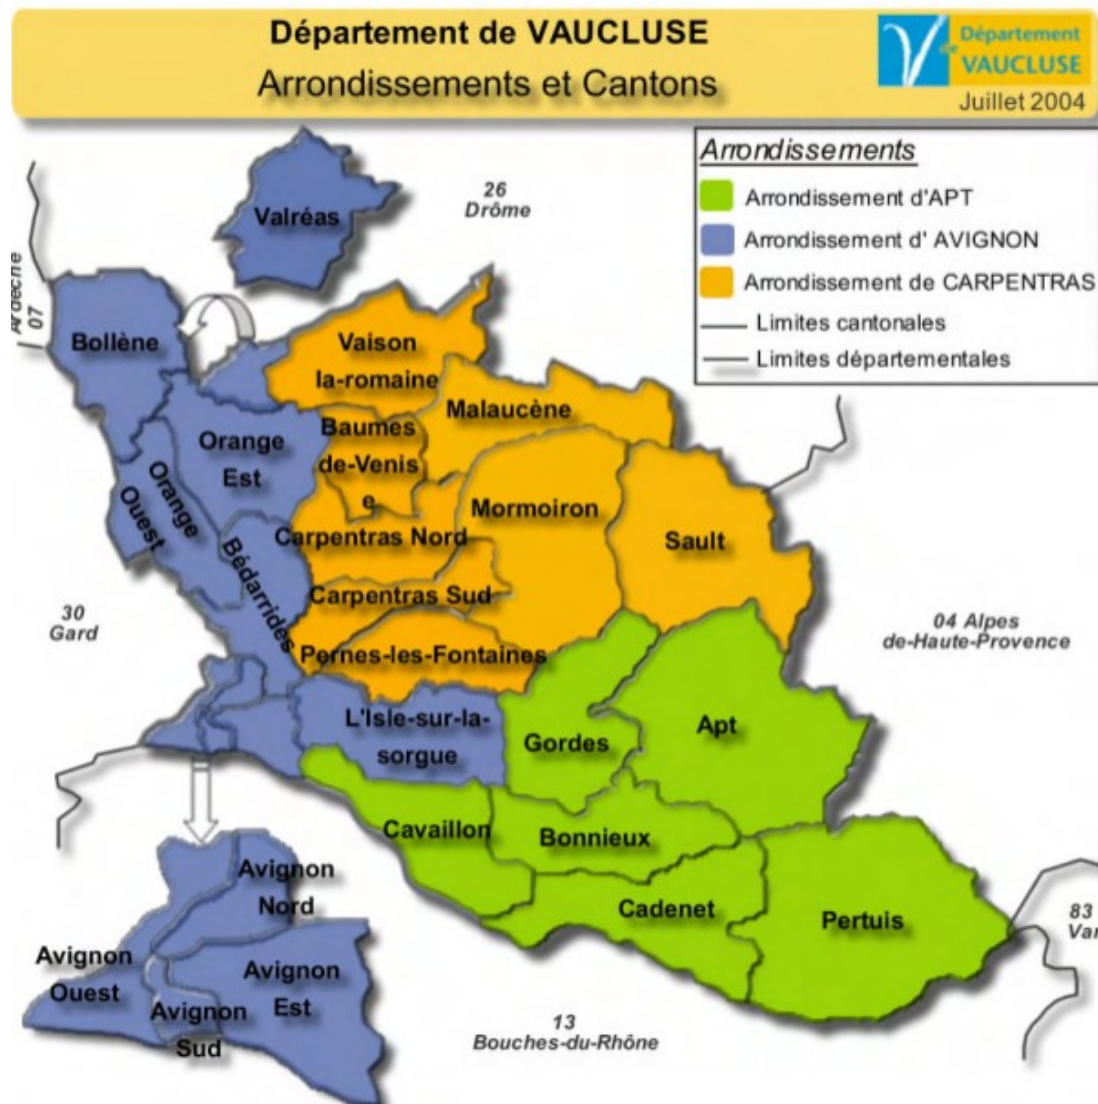 Département de VAUCLUSE
Arrondissements et Cantons
Département
de VAUCLUSE
Juillet 2004
Arrondissements
Arrondissement d'APT
Arrondissement d' AVIGNON
Arrondissement de CARPENTRAS
Limites cantonales
Limites départementales
26
Drôme
Valréas
Ardèche
07
Bollène
Vaison
la-romaine
Malaucène
Baumes
de-Venis
e
Orange
Est
Orange
Ouest
Mormoiron
Sault
Carpentras Nord
Bédarrides
Carpentras Sud
30
Gard
04 Alpes
de-Haute-Provence
Pernes-les-Fontaines
L'Isle-sur-la-
sorgue
Gordes
Apt
Cavaillon
Bonnieux
Cadenet
Pertuis
83
Var
Avignon
Nord
Avignon
Ouest
Avignon
Est
Avignon
Sud
13
Bouches-du-Rhône